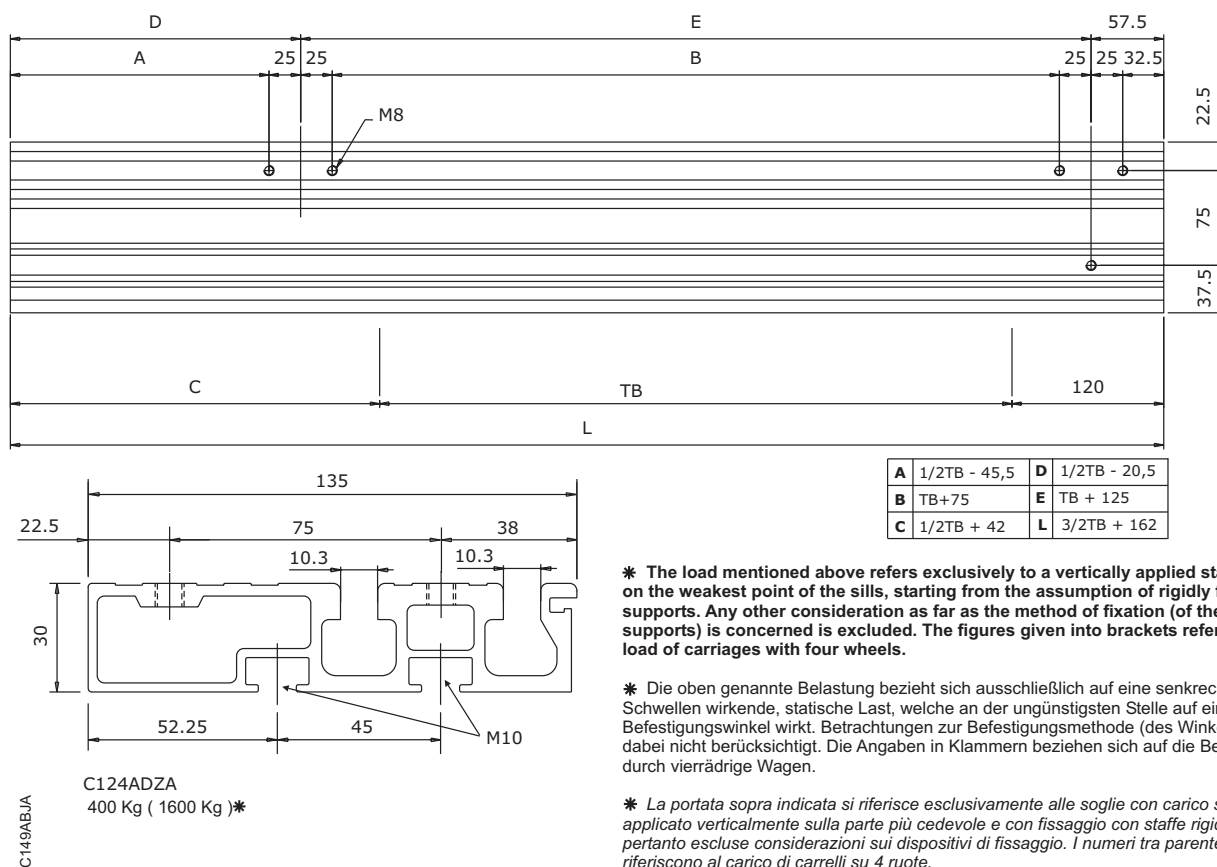 D E 57.5
A 25 25 B 25 25 32.5
M8
22.5
75
37.5
C TB 120
L
A 1/2TB - 45,5 D 1/2TB - 20,5
B TB+75 E TB + 125
C 1/2TB + 42 L 3/2TB + 162
135
22.5 75 38
10.3 10.3
30
52.25 45 M10
C124ADZA
400 Kg ( 1600 Kg )✱
C149ABJA
✱ The load mentioned above refers exclusively to a vertically applied
on the weakest point of the sills, starting from the assumption of rigidly
supports. Any other consideration as far as the method of fixation (of the
supports) is concerned is excluded. The figures given into brackets refer
load of carriages with four wheels.
✱ Die oben genannte Belastung bezieht sich ausschließlich auf eine
Schwellen wirkende, statische Last, welche an der ungünstigsten Stelle auf
Befestigungswinkel wirkt. Betrachtungen zur Befestigungsmethode (des
dabei nicht berücksichtigt. Die Angaben in Klammern beziehen sich auf die
durch vierrädrige Wagen.
✱ La portata sopra indicata si riferisce esclusivamente alle soglie con carico
applicato verticalmente sulla parte più cedevole e con fissaggio con staffe
pertanto escluse considerazioni sui dispositivi di fissaggio. I numeri tra
riferiscono al carico di carrelli su 4 ruote.